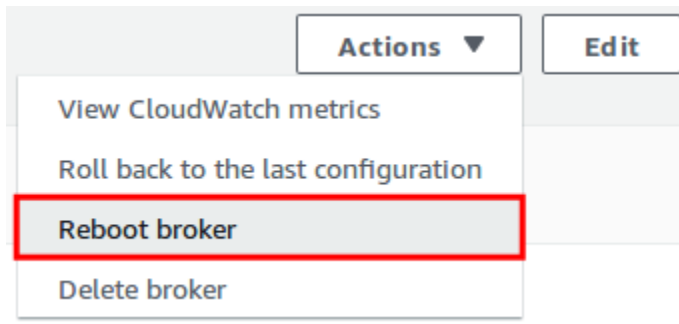 Actions ▼ Edit
View CloudWatch metrics
Roll back to the last configuration
Reboot broker
Delete broker